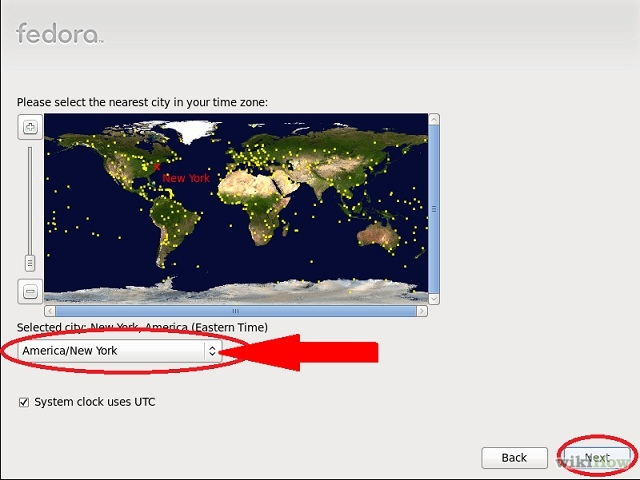 fedora™
Please select the nearest city in your time zone:
New York
Selected city: New York, America (Eastern Time)
America/New York
System clock uses UTC
Back
Next
wikiHow